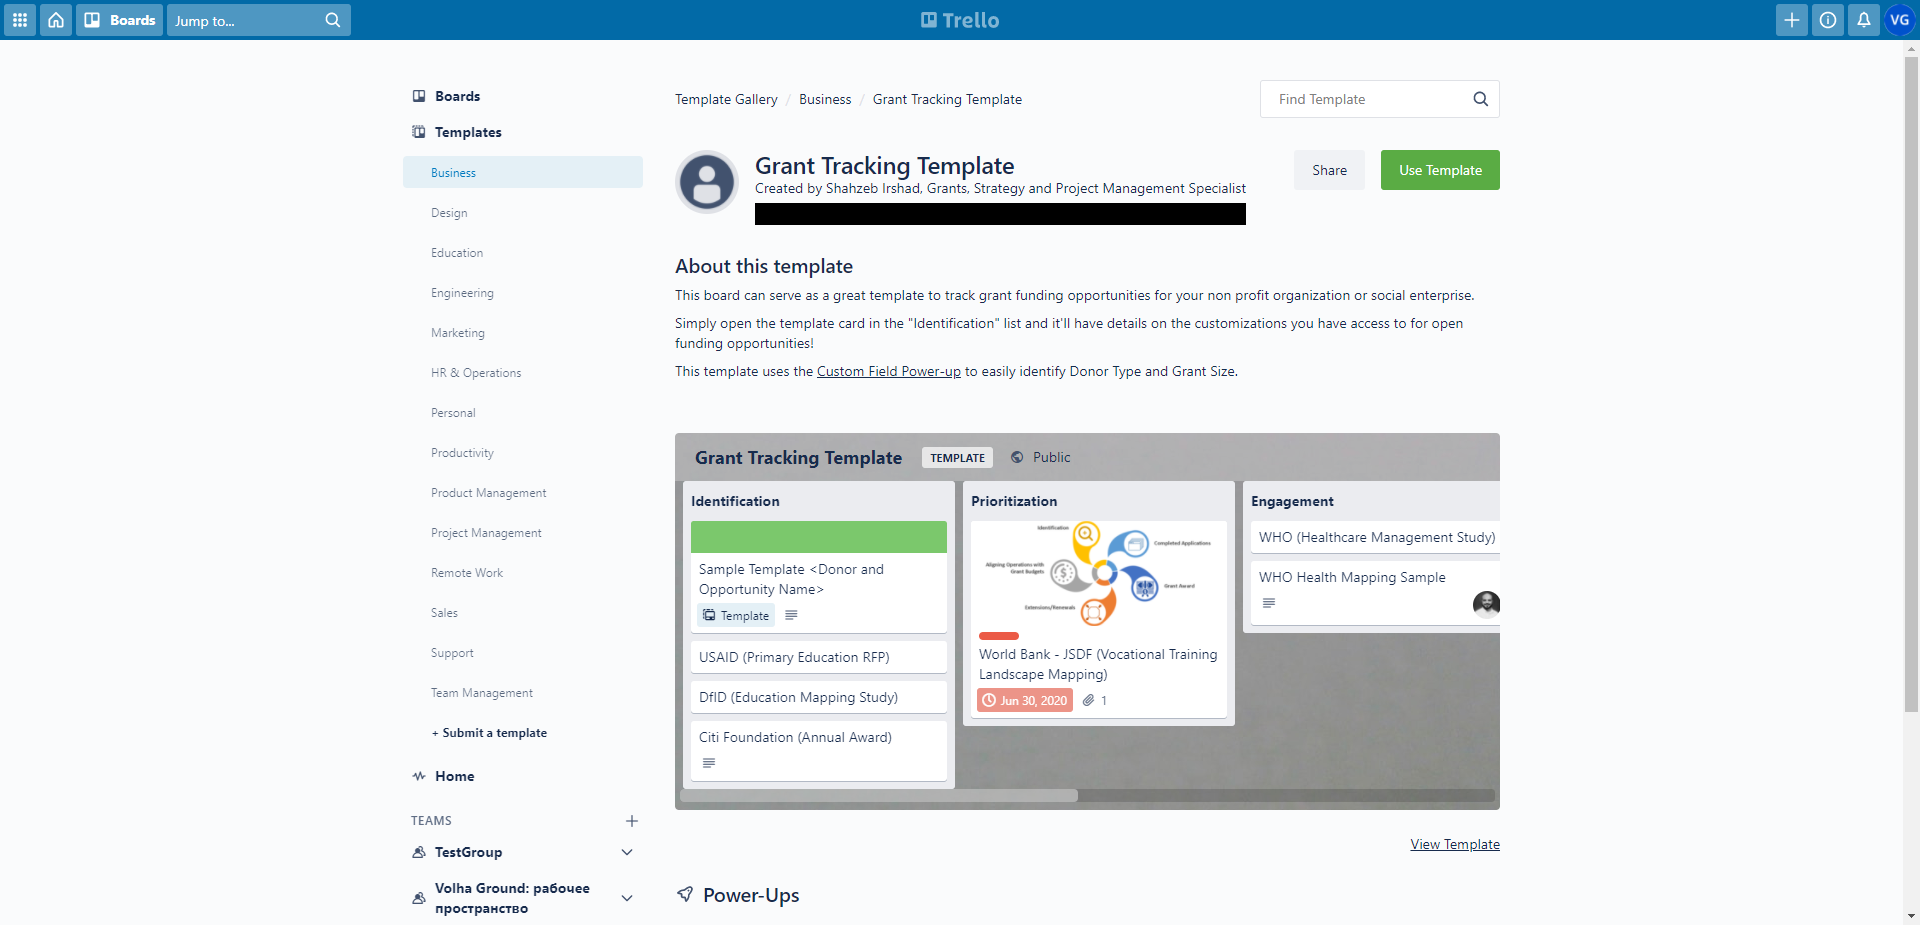 Boards
Jump to...
Trello
VG
Boards
Templates
Business
Design
Education
Engineering
Marketing
HR & Operations
Personal
Productivity
Product Management
Project Management
Remote Work
Sales
Support
Team Management
+ Submit a template
Home
TEAMS
TestGroup
Volha Ground: рабочее
пространство
Template Gallery / Business / Grant Tracking Template
Find Template
Grant Tracking Template
Created by Shahzeb Irshad, Grants, Strategy and Project Management Specialist
Share
Use Template
About this template
This board can serve as a great template to track grant funding opportunities for your non profit organization or social enterprise.
Simply open the template card in the "Identification" list and it'll have details on the customizations you have access to for open
funding opportunities!
This template uses the Custom Field Power-up to easily identify Donor Type and Grant Size.
Grant Tracking Template
TEMPLATE
Public
Identification
Sample Template <Donor and
Opportunity Name>
Template
USAID (Primary Education RFP)
DfID (Education Mapping Study)
Citi Foundation (Annual Award)
Prioritization
Identification
Completed Applications
Aligning Operations with
Grant Budgets
Grant Award
Extensions/Renewals
World Bank - JSDF (Vocational Training
Landscape Mapping)
Jun 30, 2020
1
Engagement
WHO (Healthcare Management Study)
WHO Health Mapping Sample
View Template
Power-Ups